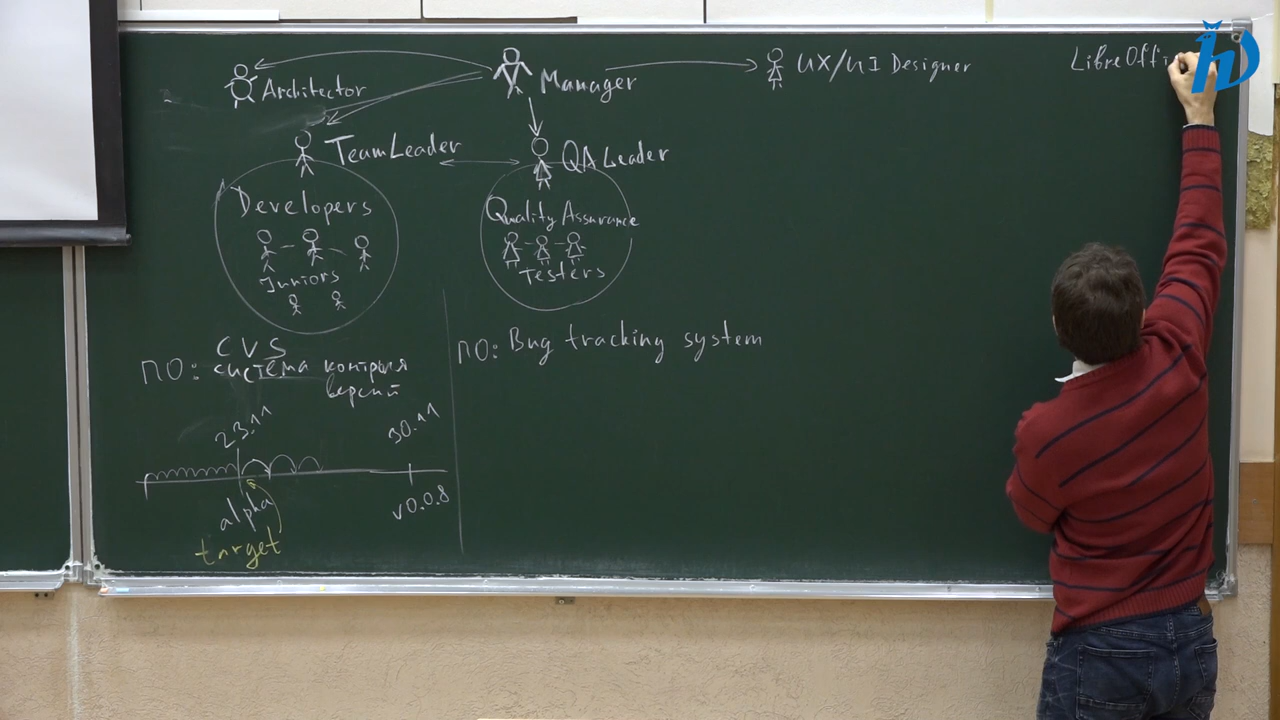 Architector
Manager
UX/UI Designer
LibreOffi
TeamLeader
QA Leader
Developers
Juniors
Quality Assurance
Testers
CVS
ПО: система контроля
версий
ПО: Bug tracking system
23.11
30.11
alpha
v0.0.8
target